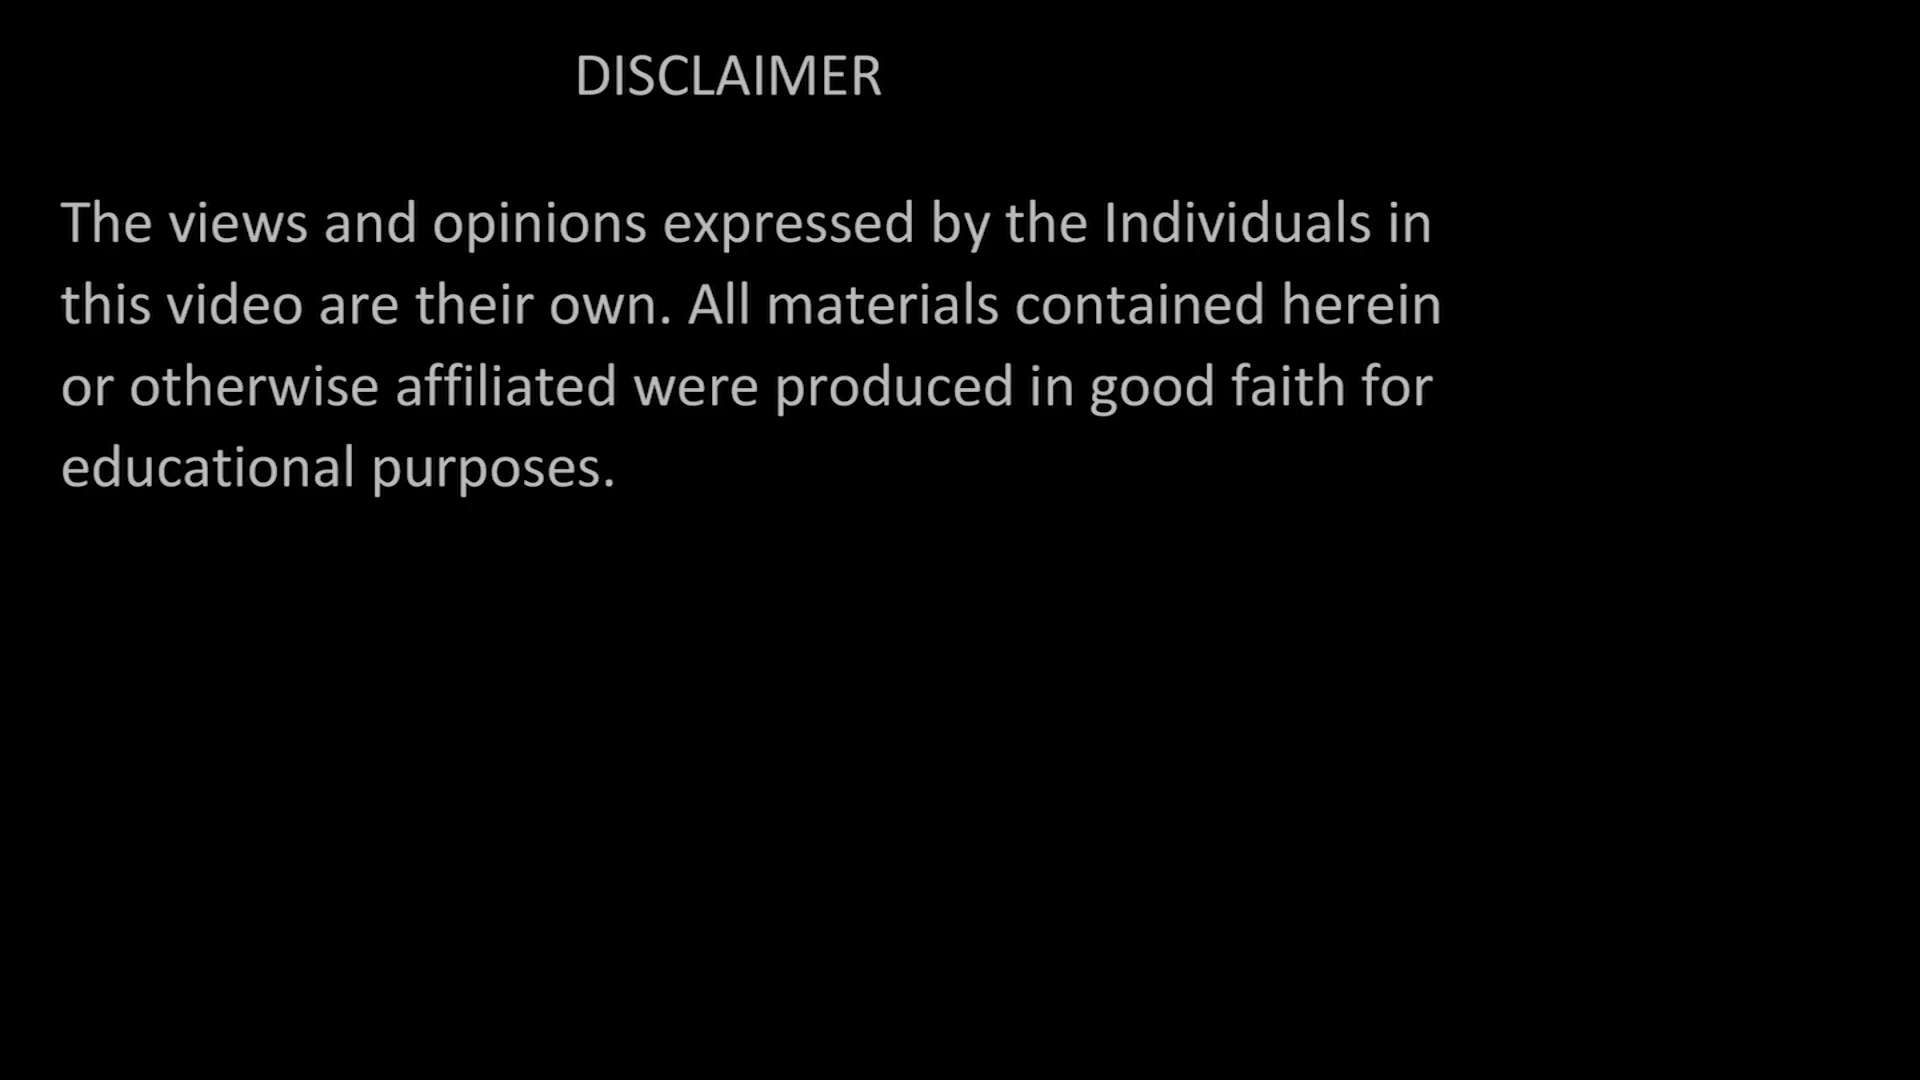 DISCLAIMER
The views and opinions expressed by the Individuals in
this video are their own. All materials contained herein
or otherwise affiliated were produced in good faith for
educational purposes.